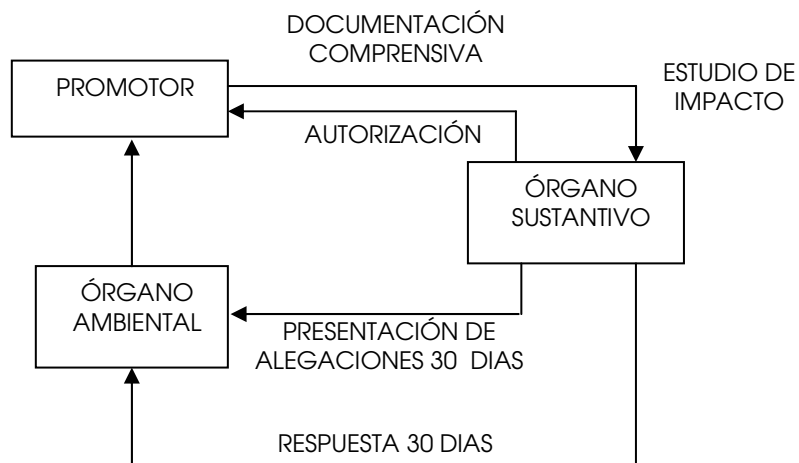 DOCUMENTACIÓN
COMPRENSIVA
PROMOTOR
ESTUDIO DE
IMPACTO
AUTORIZACIÓN
ÓRGANO
SUSTANTIVO
ÓRGANO
AMBIENTAL
PRESENTACIÓN DE
ALEGACIONES 30 DIAS
RESPUESTA 30 DIAS